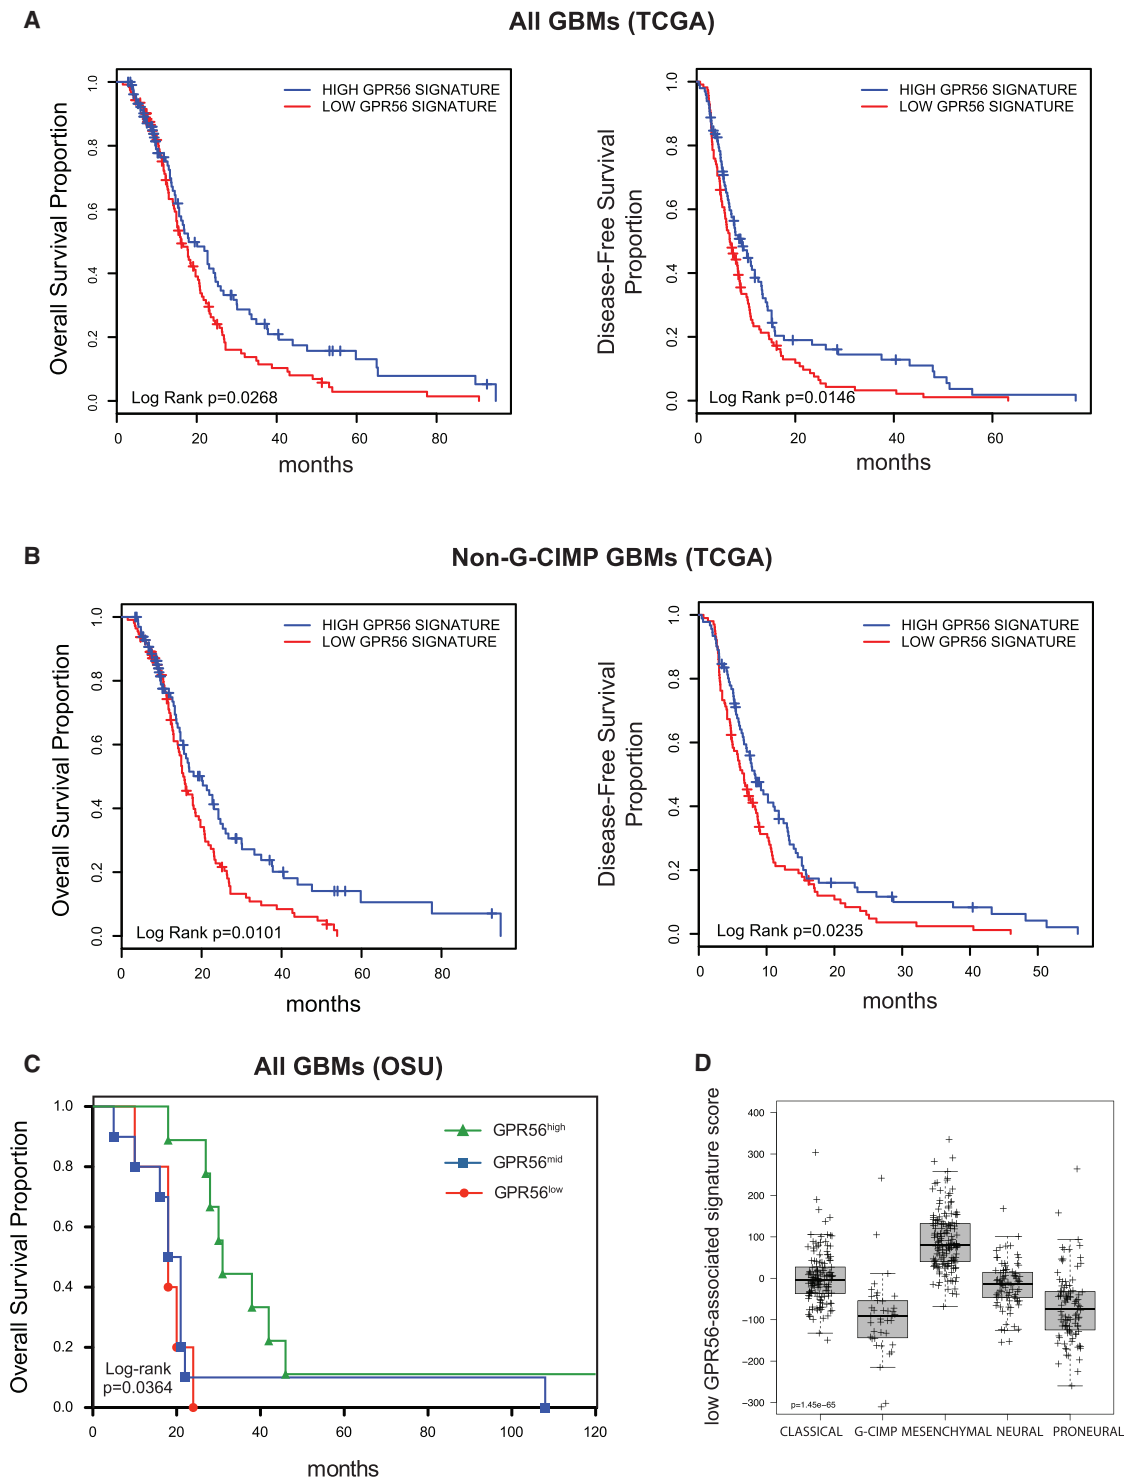 A
All GBMs (TCGA)
HIGH GPR56 SIGNATURE
LOW GPR56 SIGNATURE
Overall Survival Proportion
1.0
0.8
0.6
0.4
0.2
0.0
Log Rank p=0.0268
0 20 40 60 80
months
HIGH GPR56 SIGNATURE
LOW GPR56 SIGNATURE
Disease-Free Survival
Proportion
1.0
0.8
0.6
0.4
0.2
0.0
Log Rank p=0.0146
0 20 40 60
months
B
Non-G-CIMP GBMs (TCGA)
HIGH GPR56 SIGNATURE
LOW GPR56 SIGNATURE
Overall Survival Proportion
1.0
0.8
0.6
0.4
0.2
0.0
Log Rank p=0.0101
0 20 40 60 80
months
HIGH GPR56 SIGNATURE
LOW GPR56 SIGNATURE
Disease-Free Survival
Proportion
1.0
0.8
0.6
0.4
0.2
0.0
Log Rank p=0.0235
0 10 20 30 40 50
months
C
All GBMs (OSU)
Overall Survival Proportion
1.0
0.8
0.6
0.4
0.2
0.0
GPR56high
GPR56mid
GPR56low
Log-rank
p=0.0364
0 20 40 60 80 100 120
months
D
low GPR56-associated signature score
400
300
200
100
0
−100
−200
−300
p=1.45e−65
CLASSICAL G-CIMP MESENCHYMAL NEURAL PRONEURAL